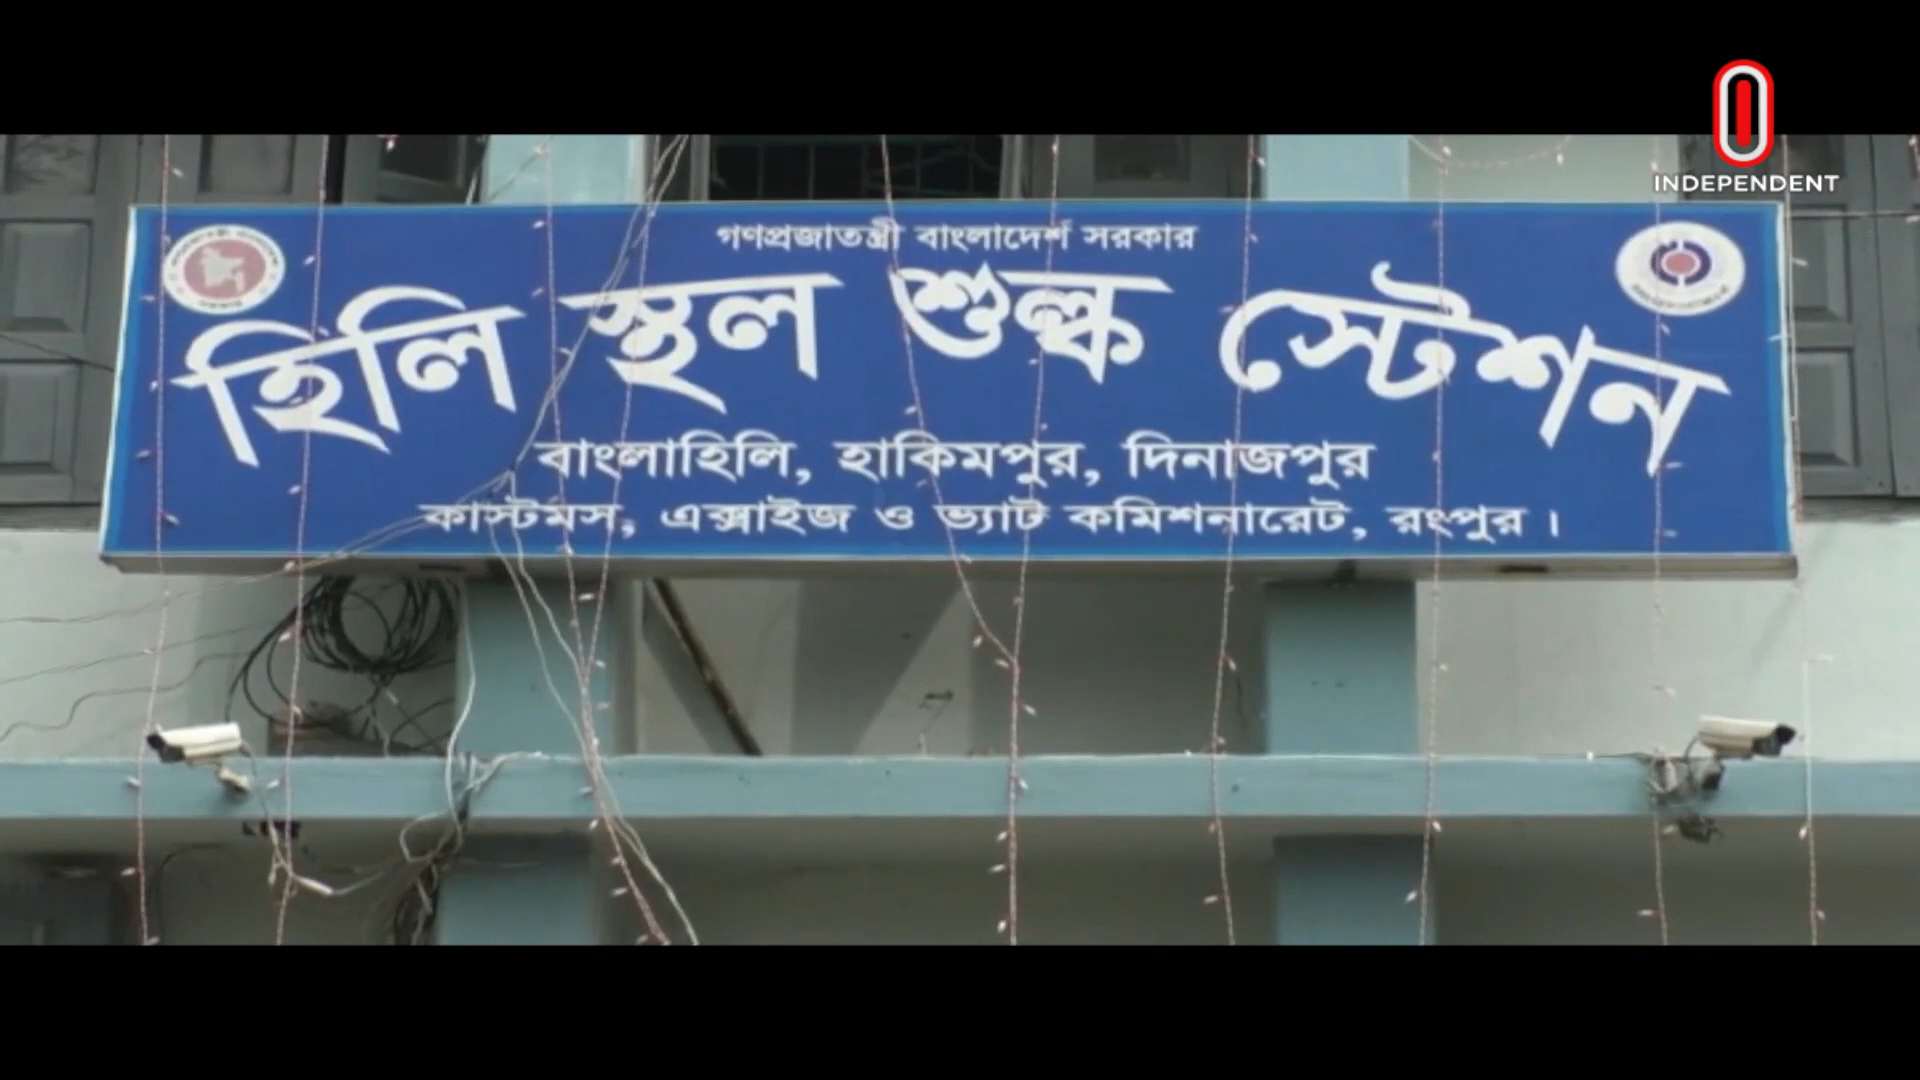 INDEPENDENT
গণপ্রজাতন্ত্রী বাংলাদেশ সরকার
হিলি স্থল শুল্ক স্টেশন
বাংলাহিলি, হাকিমপুর, দিনাজপুর
কাস্টমস, এক্সাইজ ও ভ্যাট কমিশনারেট, রংপুর।